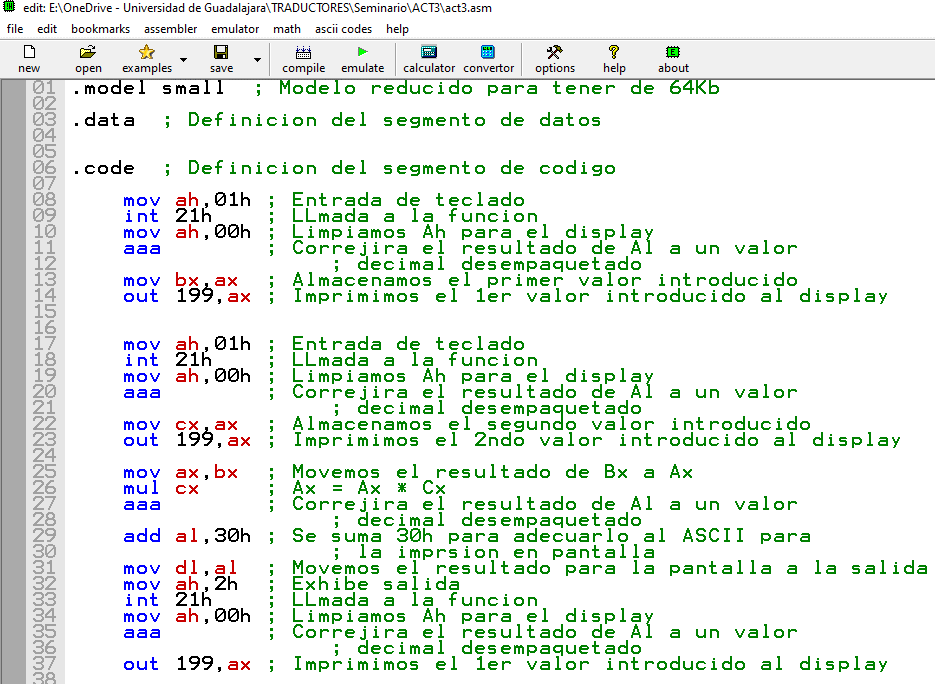 edit: E:\OneDrive - Universidad de Guadalajara\TRADUCTORES\Seminario\ACT3\act3.asm
file edit bookmarks assembler emulator math ascii codes help
new open examples save compile emulate calculator convertor options help about
01 .model small ; Modelo reducido para tener de 64Kb
02
03 .data ; Definicion del segmento de datos
04
05
06 .code ; Definicion del segmento de codigo
07
08 mov ah,01h ; Entrada de teclado
09 int 21h ; LLmada a la funcion
10 mov ah,00h ; Limpiamos Ah para el display
11 aaa ; Correjira el resultado de Al a un valor
12 ; decimal desempaquetado
13 mov bx,ax ; Almacenamos el primer valor introducido
14 out 199,ax ; Imprimimos el 1er valor introducido al display
15
16
17 mov ah,01h ; Entrada de teclado
18 int 21h ; LLmada a la funcion
19 mov ah,00h ; Limpiamos Ah para el display
20 aaa ; Correjira el resultado de Al a un valor
21 ; decimal desempaquetado
22 mov cx,ax ; Almacenamos el segundo valor introducido
23 out 199,ax ; Imprimimos el 2ndo valor introducido al display
24
25 mov ax,bx ; Movemos el resultado de Bx a Ax
26 mul cx ; Ax = Ax * Cx
27 aaa ; Correjira el resultado de Al a un valor
28 ; decimal desempaquetado
29 add al,30h ; Se suma 30h para adecuarlo al ASCII para
30 ; la imprsion en pantalla
31 mov dl,al ; Movemos el resultado para la pantalla a la salida
32 mov ah,2h ; Exhibe salida
33 int 21h ; LLmada a la funcion
34 mov ah,00h ; Limpiamos Ah para el display
35 aaa ; Correjira el resultado de Al a un valor
36 ; decimal desempaquetado
37 out 199,ax ; Imprimimos el 1er valor introducido al display
38